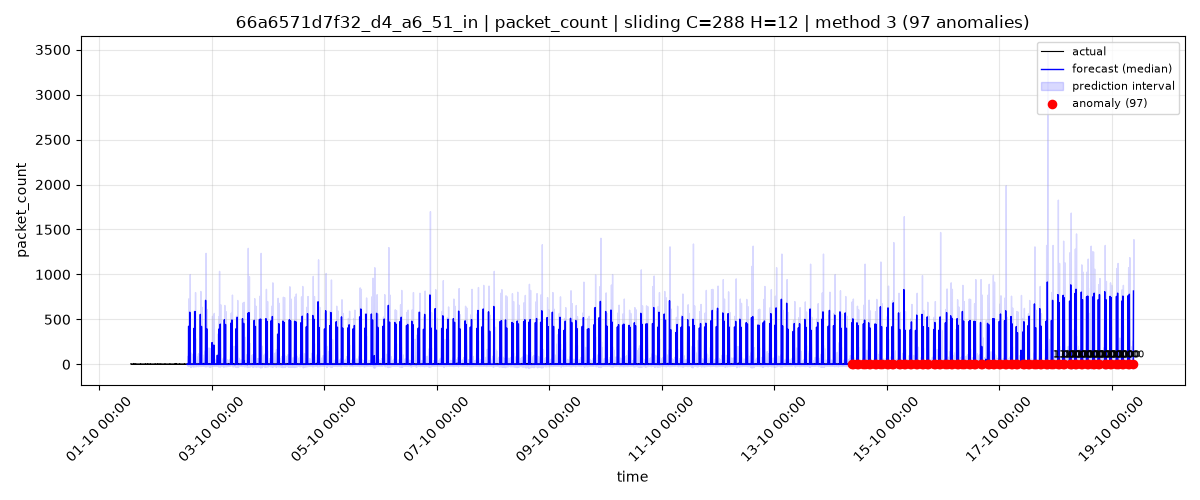 66a6571d7f32_d4_a6_51_in | packet_count | sliding C=288 H=12 | method 3 (97 anomalies)
packet_count
3500
3000
2500
2000
1500
1000
500
0
actual
forecast (median)
prediction interval
anomaly (97)
01-10 00:00
03-10 00:00
05-10 00:00
07-10 00:00
09-10 00:00
11-10 00:00
13-10 00:00
15-10 00:00
17-10 00:00
19-10 00:00
time